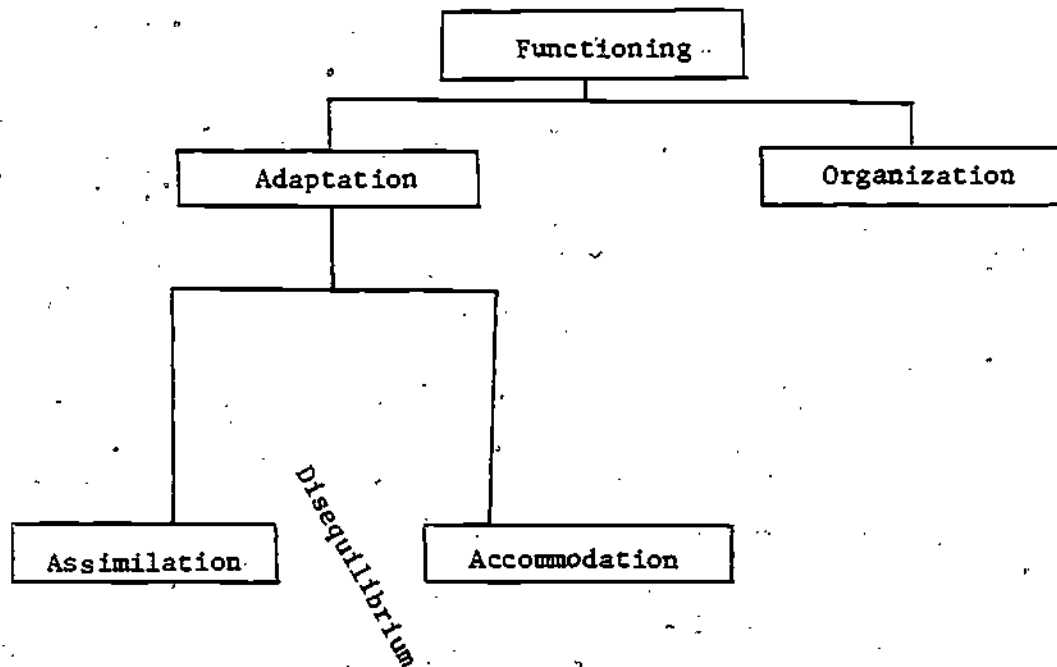 Functioning
Adaptation
Organization
Disequilibrium
Assimilation
Accommodation